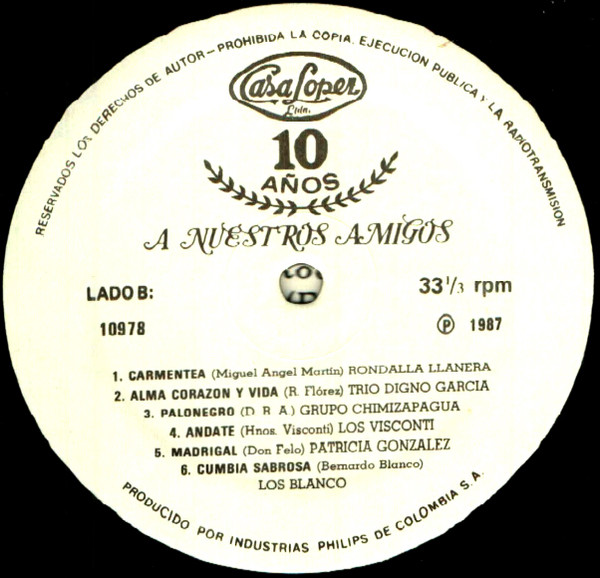 RESERVADOS LOS DERECHOS DE AUTOR - PROHIBIDA LA COPIA, EJECUCION PUBLICA Y LA RADIOTRANSMISION
Casa Loper
Ltda.
10
AÑOS
A NUESTROS AMIGOS
LADO B:
33 1/3 rpm
10978
Ⓟ 1987
1. CARMENTEA (Miguel Angel Martín) RONDALLA LLANERA
2. ALMA CORAZON Y VIDA (R. Flórez) TRIO DIGNO GARCIA
3. PALONEGRO (D R A) GRUPO CHIMIZAPAGUA
4. ANDATE (Hnos. Visconti) LOS VISCONTI
5. MADRIGAL (Don Felo) PATRICIA GONZALEZ
6. CUMBIA SABROSA (Bernardo Blanco)
LOS BLANCO
PRODUCIDO POR INDUSTRIAS PHILIPS DE COLOMBIA S.A.